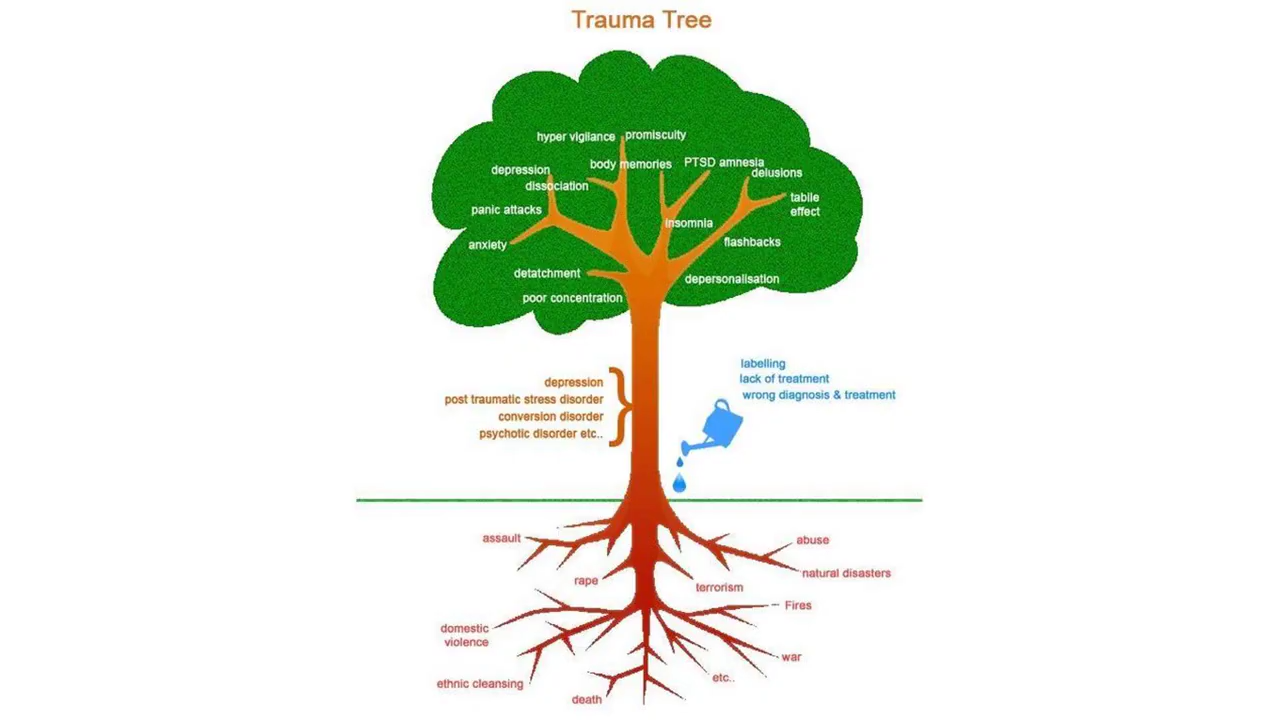 Trauma Tree
hyper vigilance
promiscuity
body memories
PTSD amnesia
depression
delusions
dissociation
tabile
effect
panic attacks
insomnia
anxiety
flashbacks
detatchment
depersonalisation
poor concentration
labelling
lack of treatment
wrong diagnosis & treatment
depression
post traumatic stress disorder
conversion disorder
psychotic disorder etc..
assault
abuse
rape
natural disasters
terrorism
Fires
domestic
violence
war
ethnic cleansing
etc..
death